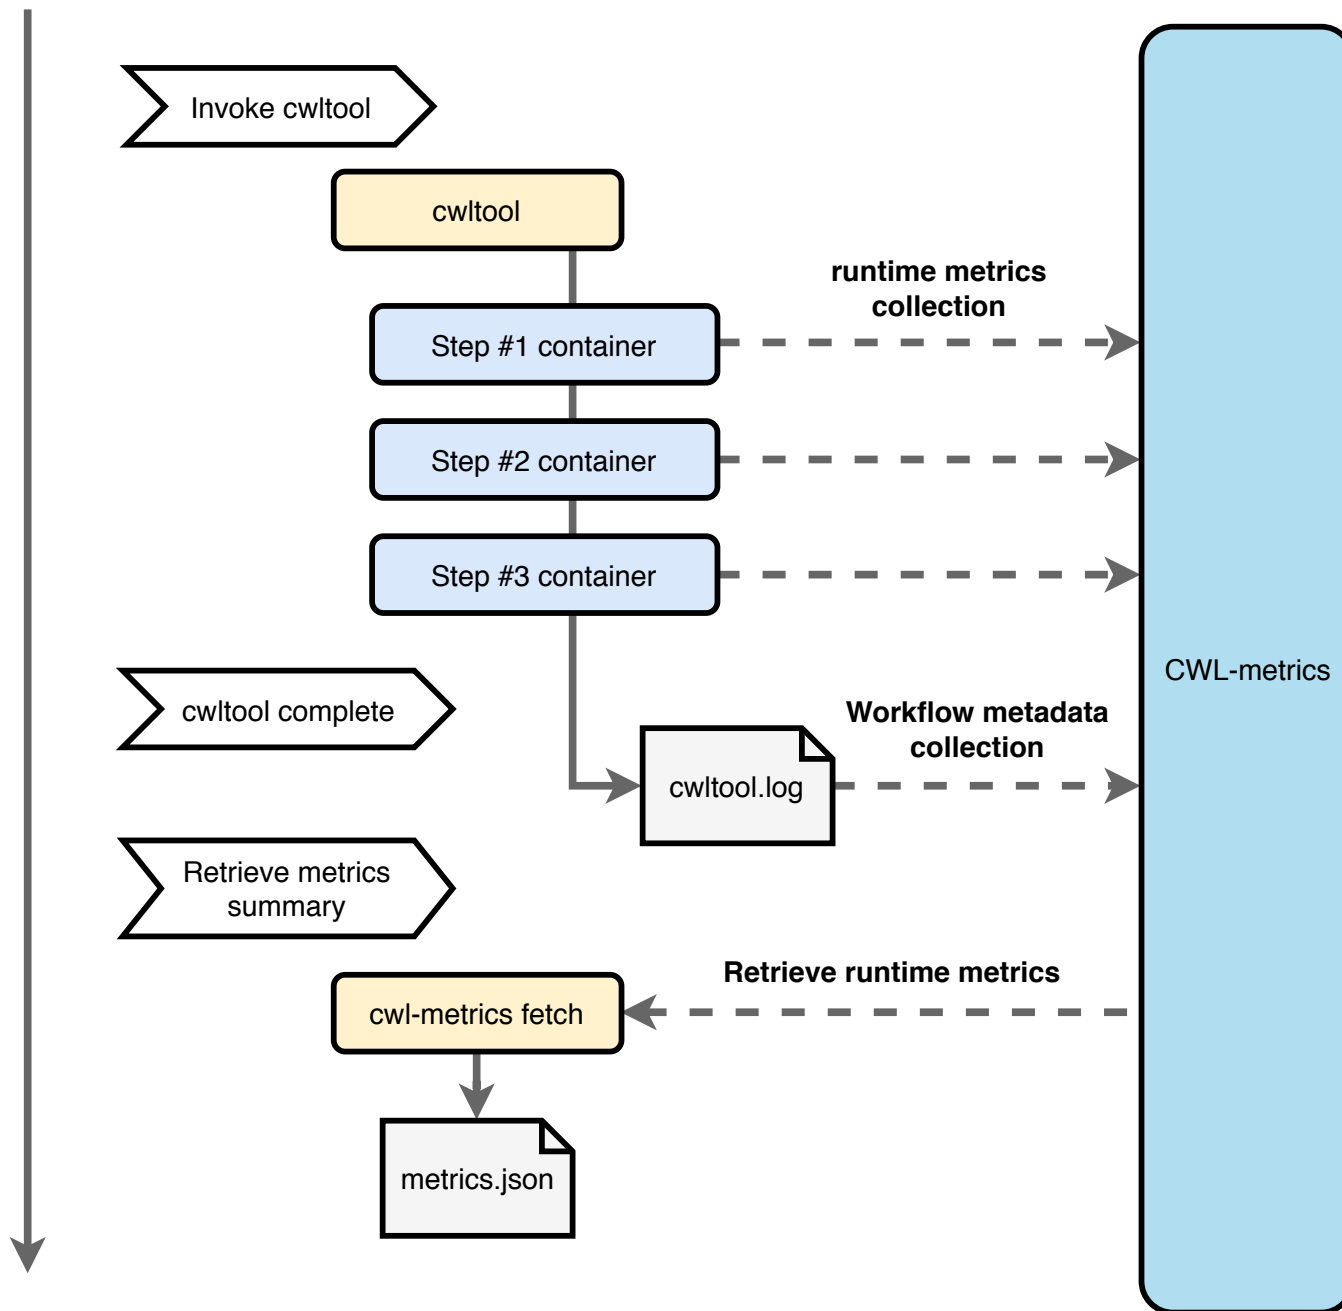 Invoke cwltool
cwltool
runtime metrics
collection
Step #1 container
Step #2 container
Step #3 container
CWL-metrics
cwltool complete
Workflow metadata
collection
cwltool.log
Retrieve metrics
summary
Retrieve runtime metrics
cwl-metrics fetch
metrics.json